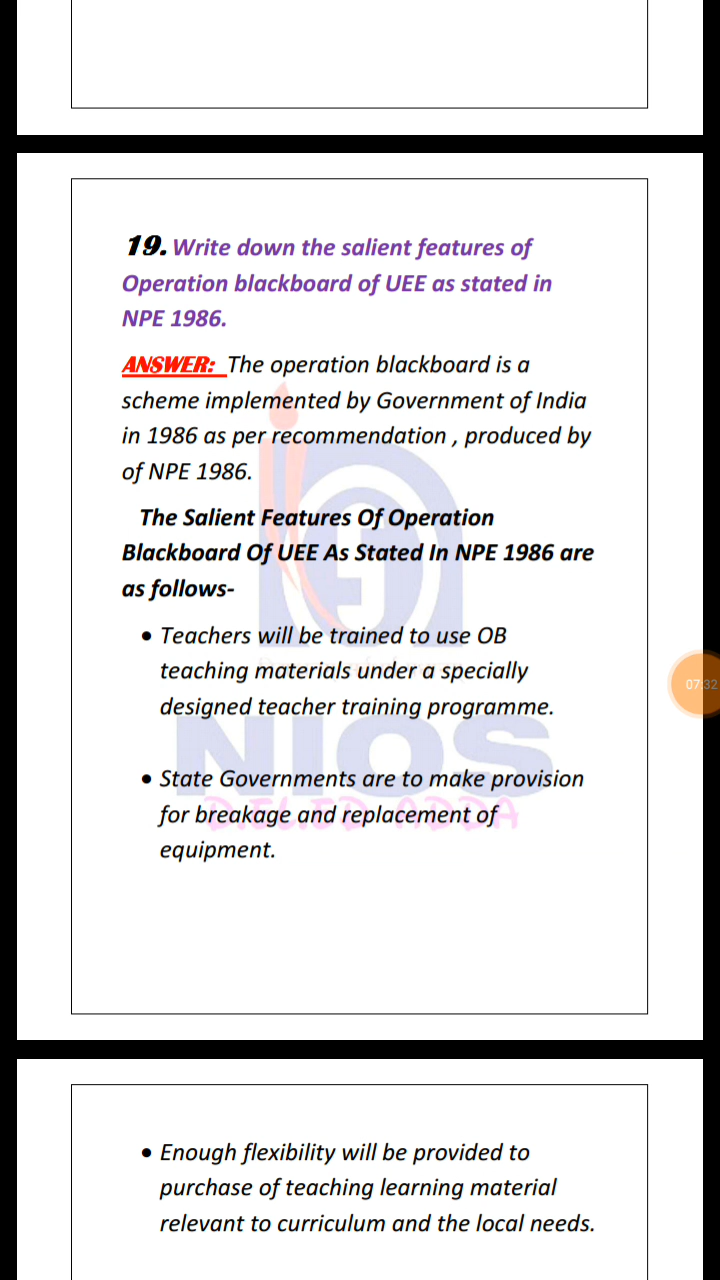 19. Write down the salient features of
Operation blackboard of UEE as stated in
NPE 1986.
ANSWER: The operation blackboard is a
scheme implemented by Government of India
in 1986 as per recommendation , produced by
of NPE 1986.
The Salient Features Of Operation
Blackboard Of UEE As Stated In NPE 1986 are
as follows-
• Teachers will be trained to use OB
teaching materials under a specially
designed teacher training programme.
NIOS
• State Governments are to make provision
D.EL.ED ADDA
for breakage and replacement of
equipment.
07:32
• Enough flexibility will be provided to
purchase of teaching learning material
relevant to curriculum and the local needs.